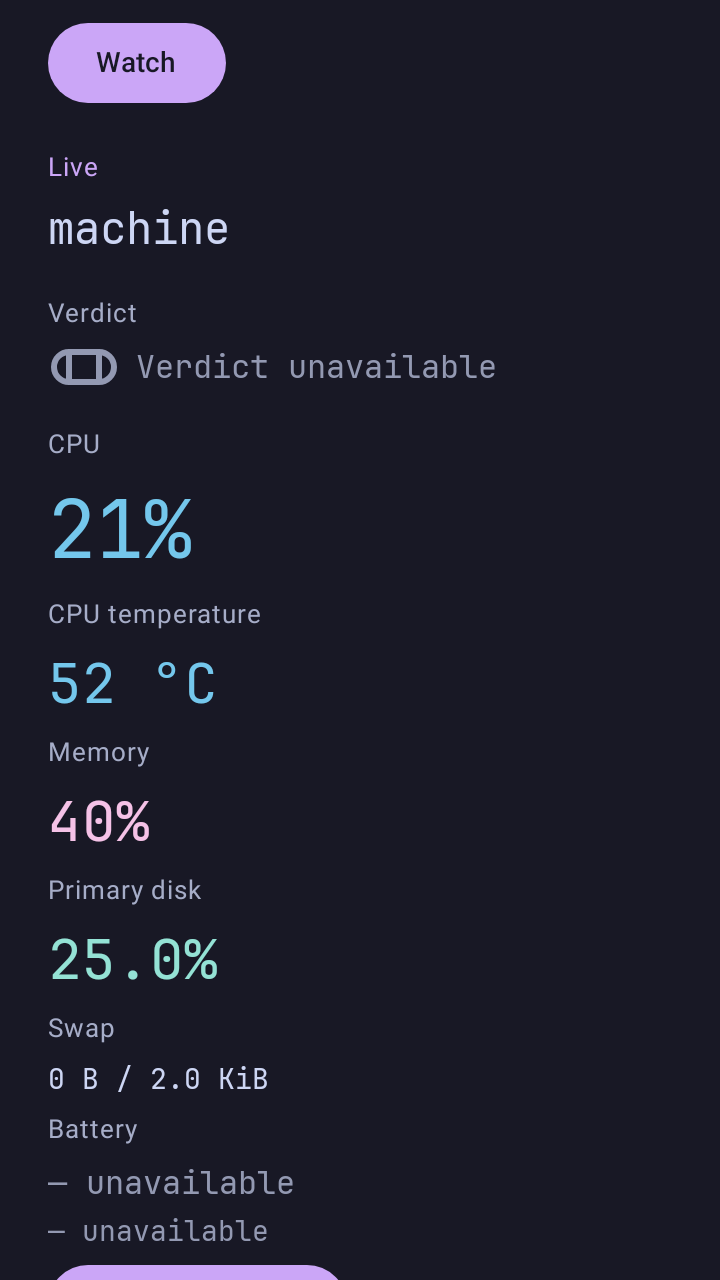 Watch
Live
machine
Verdict
Verdict unavailable
CPU
21%
CPU temperature
52 °C
Memory
40%
Primary disk
25.0%
Swap
0 B / 2.0 KiB
Battery
— unavailable
— unavailable